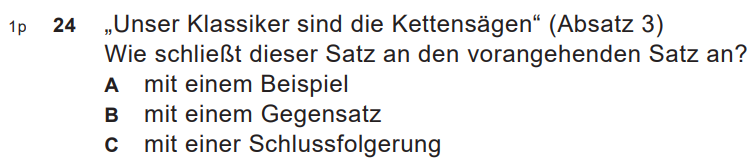 1p 24 „Unser Klassiker sind die Kettensägen“ (Absatz 3)
Wie schließt dieser Satz an den vorangehenden Satz an?
A mit einem Beispiel
B mit einem Gegensatz
C mit einer Schlussfolgerung